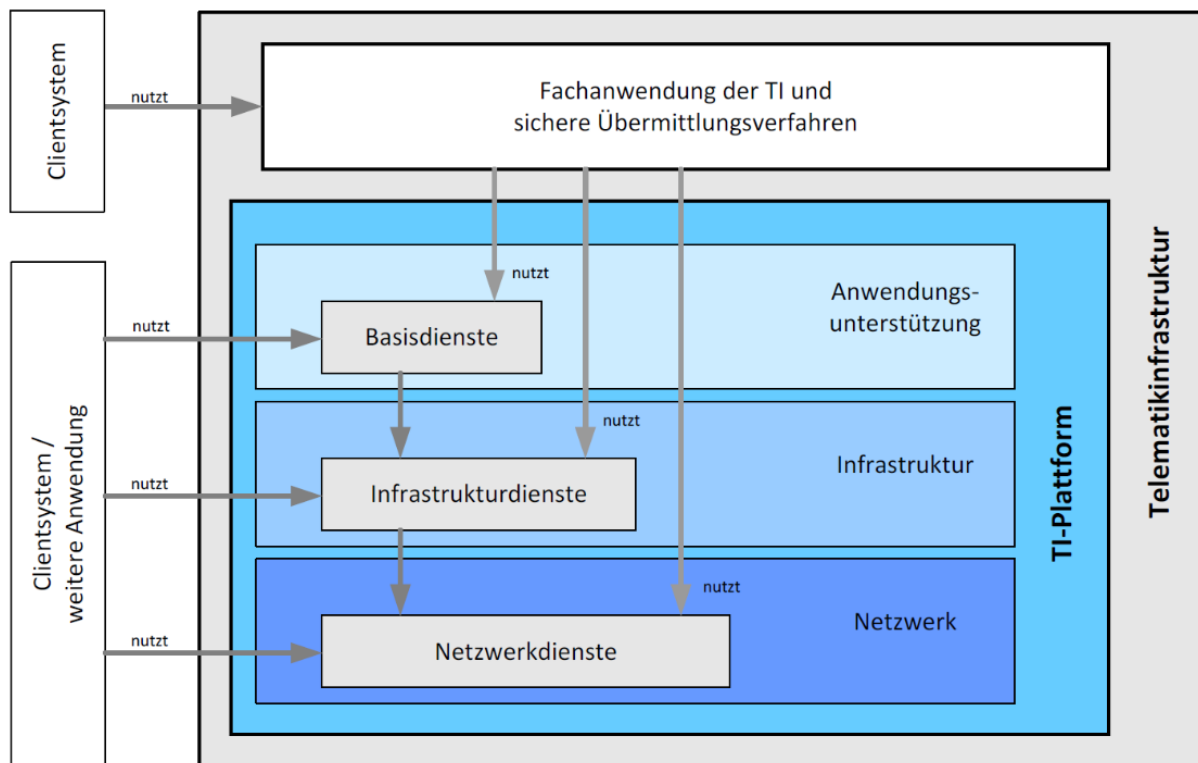 Clientsystem
nutzt
Fachanwendung der TI und
sichere Übermittlungsverfahren
Telematikinfrastruktur
TI-Plattform
nutzt
Anwendungs-
unterstützung
Clientsystem /
weitere Anwendung
nutzt
Basisdienste
nutzt
Infrastruktur
nutzt
Infrastrukturdienste
nutzt
Netzwerk
nutzt
Netzwerkdienste